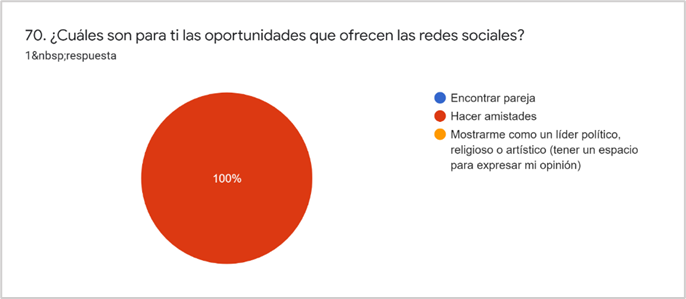 70. ¿Cuáles son para ti las oportunidades que ofrecen las redes sociales?
1&nbsp;respuesta
Encontrar pareja
Hacer amistades
Mostrarme como un líder político,
religioso o artístico (tener un espacio
para expresar mi opinión)
100%